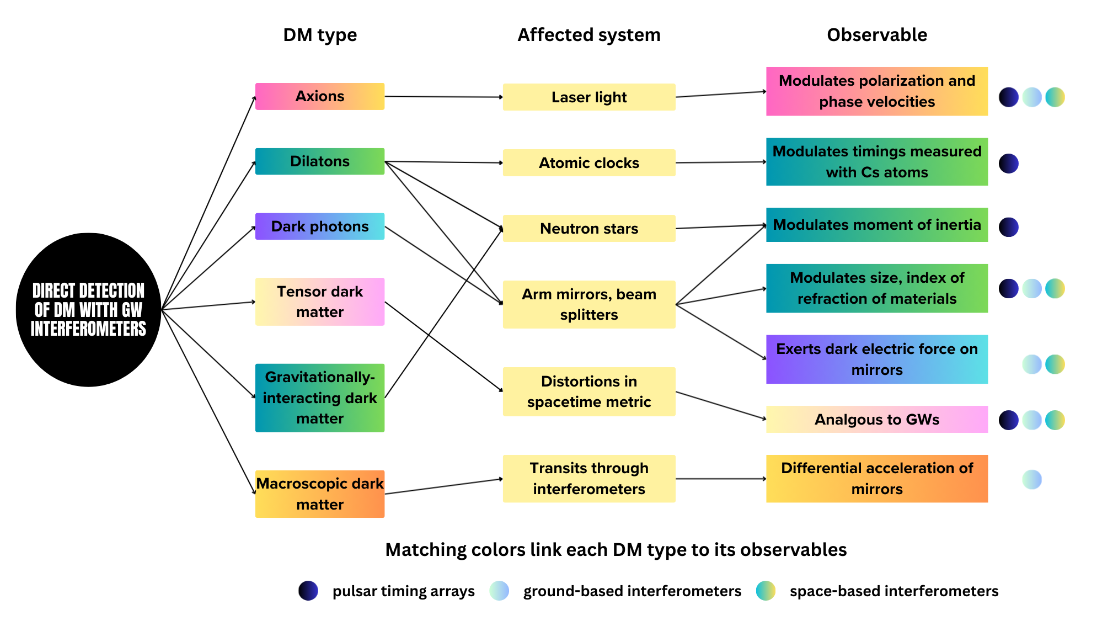 DM type
Affected system
Observable
DIRECT DETECTION
OF DM WITTH GW
INTERFEROMETERS
Axions
Dilatons
Dark photons
Tensor dark
matter
Gravitationally-
interacting dark
matter
Macroscopic dark
matter
Laser light
Atomic clocks
Neutron stars
Arm mirrors, beam
splitters
Distortions in
spacetime metric
Transits through
interferometers
Modulates polarization and
phase velocities
Modulates timings measured
with Cs atoms
Modulates moment of inertia
Modulates size, index of
refraction of materials
Exerts dark electric force on
mirrors
Analgous to GWs
Differential acceleration of
mirrors
Matching colors link each DM type to its observables
pulsar timing arrays
ground-based interferometers
space-based interferometers